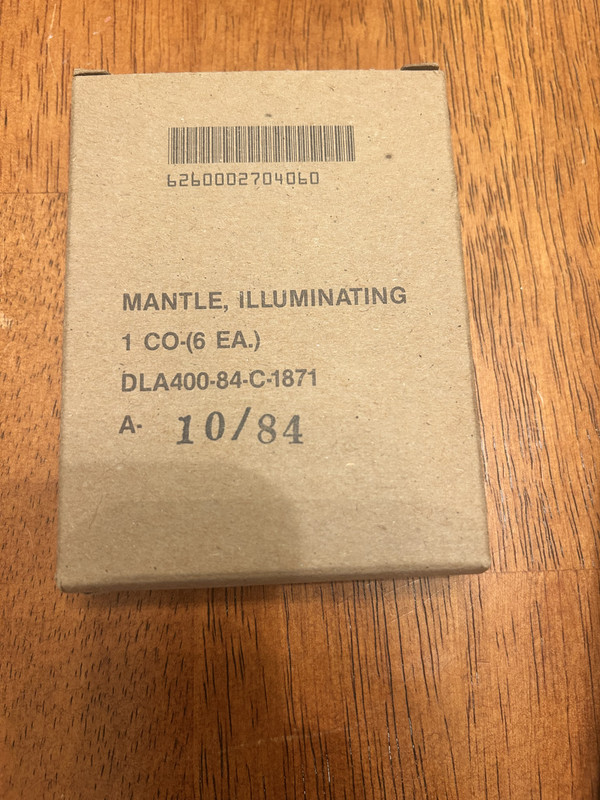 6260002704060
MANTLE, ILLUMINATING
1 CO-(6 EA.)
DLA400-84-C-1871
A- 10/84